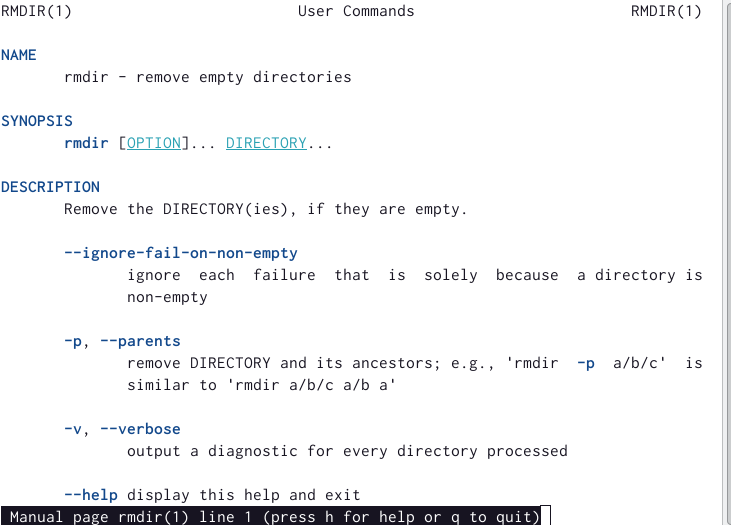 RMDIR(1) User Commands RMDIR(1)
NAME
rmdir - remove empty directories
SYNOPSIS
rmdir [OPTION]... DIRECTORY...
DESCRIPTION
Remove the DIRECTORY(ies), if they are empty.
--ignore-fail-on-non-empty
ignore each failure that is solely because a directory is
non-empty
-p, --parents
remove DIRECTORY and its ancestors; e.g., 'rmdir -p a/b/c' is
similar to 'rmdir a/b/c a/b a'
-v, --verbose
output a diagnostic for every directory processed
--help display this help and exit
Manual page rmdir(1) line 1 (press h for help or q to quit)